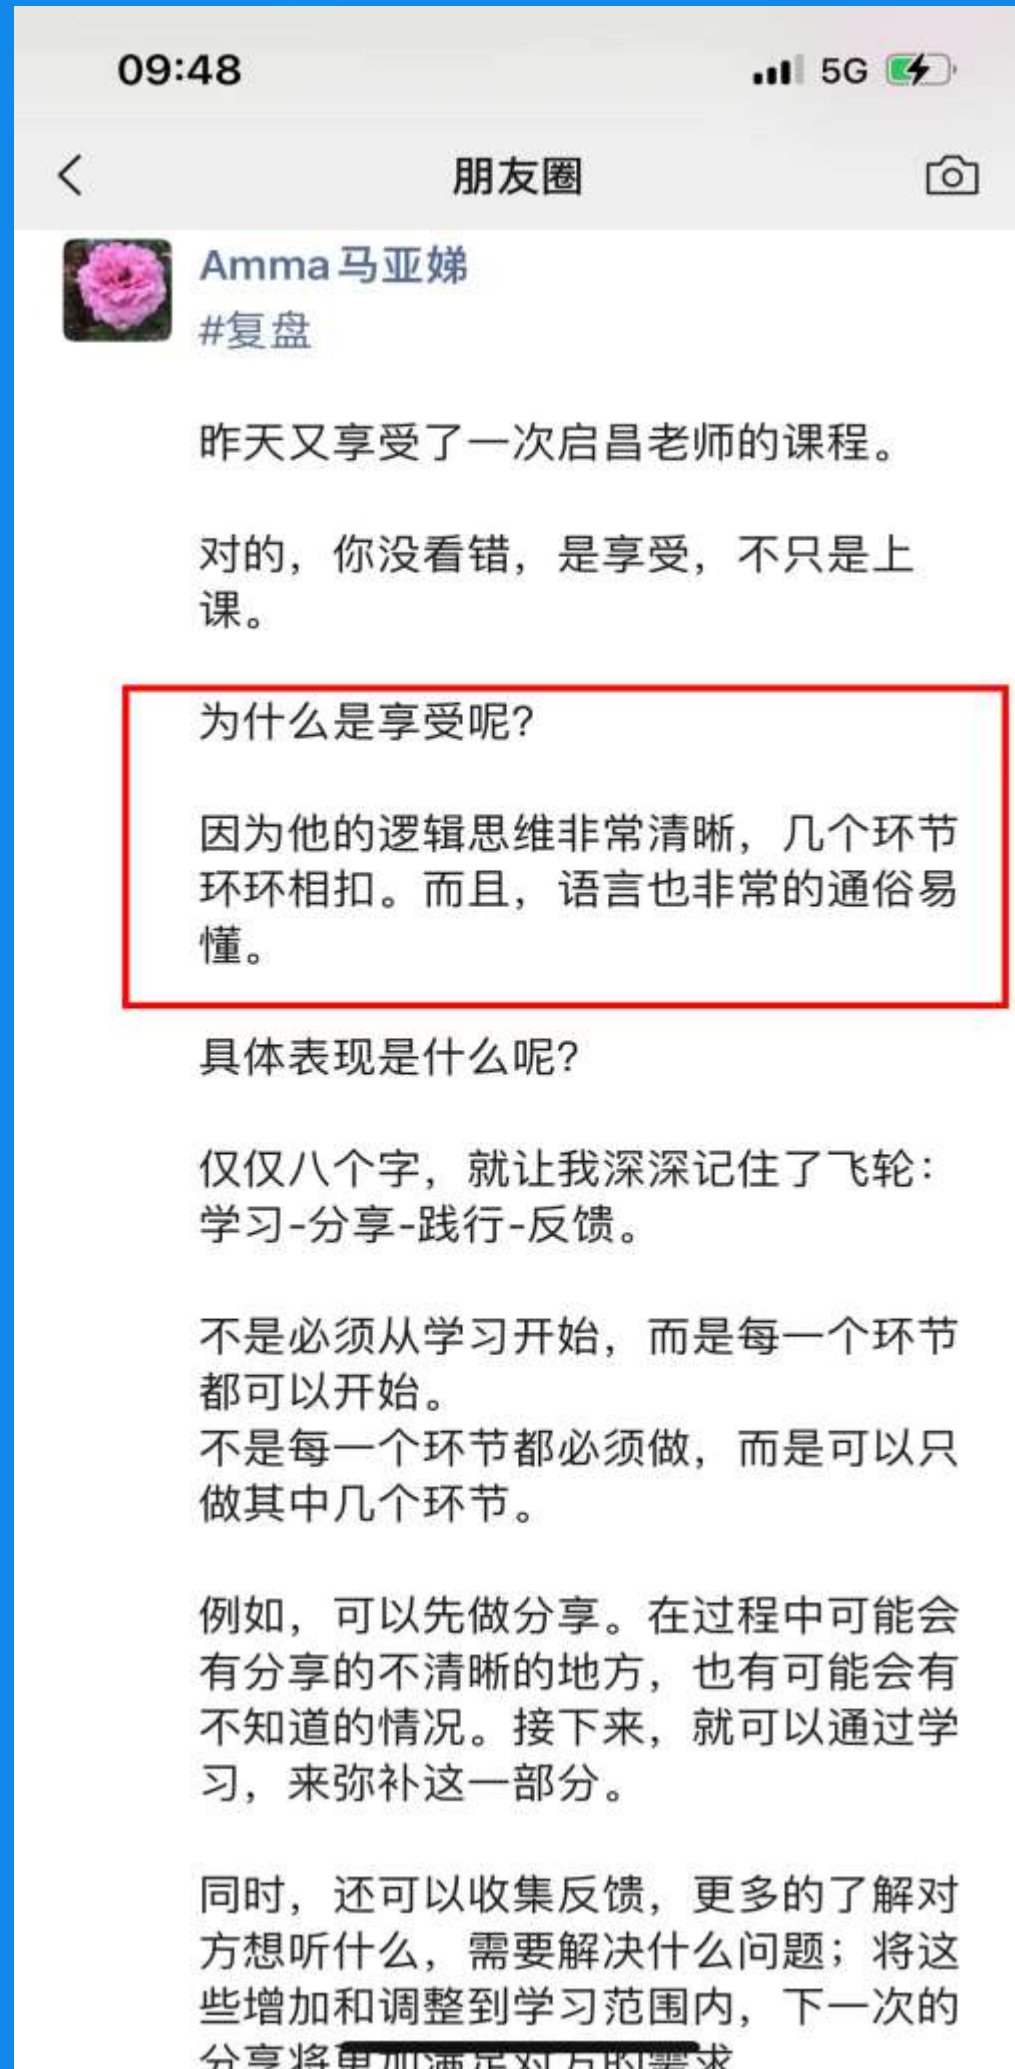 09:48
5G
朋友圈
Amma马亚娣
#复盘
昨天又享受了一次启昌老师的课程。
对的，你没看错，是享受，不只是上
课。
为什么是享受呢？
因为他的逻辑思维非常清晰，几个环节
环环相扣。而且，语言也非常的通俗易
懂。
具体表现是什么呢？
仅仅八个字，就让我深深记住了飞轮：
学习-分享-践行-反馈。
不是必须从学习开始，而是每一个环节
都可以开始。
不是每一个环节都必须做，而是可以只
做其中几个环节。
例如，可以先做分享。在过程中可能会
有分享的不清晰的地方，也有可能会有
不知道的情况。接下来，就可以通过学
习，来弥补这一部分。
同时，还可以收集反馈，更多的了解对
方想听什么，需要解决什么问题；将这
些增加和调整到学习范围内，下一次的
分享将更加满足对方的需求